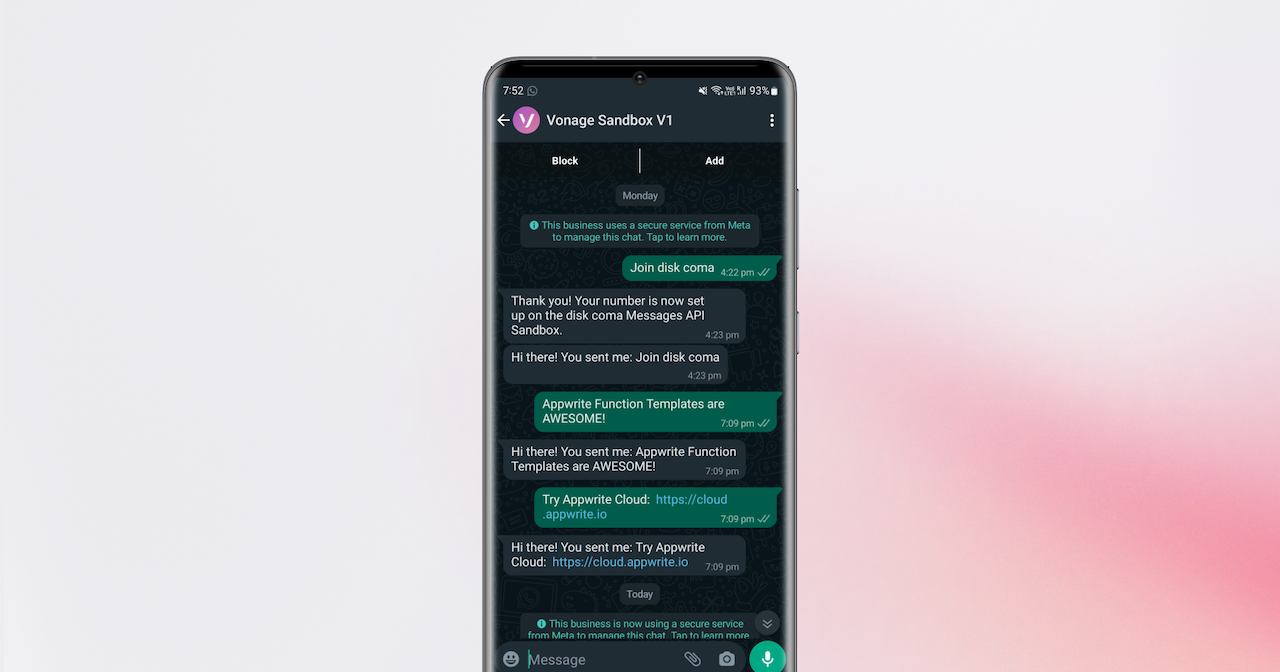 7:52 93%
Vonage Sandbox V1
Block Add
Monday
This business uses a secure service from Meta
to manage this chat. Tap to learn more.
Join disk coma 4:22 pm
Thank you! Your number is now set
up on the disk coma Messages API
Sandbox.
4:23 pm
Hi there! You sent me: Join disk coma
4:23 pm
Appwrite Function Templates are
AWESOME!
7:09 pm
Hi there! You sent me: Appwrite Function
Templates are AWESOME!
7:09 pm
Try Appwrite Cloud: https://cloud
.appwrite.io
7:09 pm
Hi there! You sent me: Try Appwrite
Cloud: https://cloud.appwrite.io
7:09 pm
Today
This business is now using a secure service
from Meta to manage this chat. Tap to learn more
Message